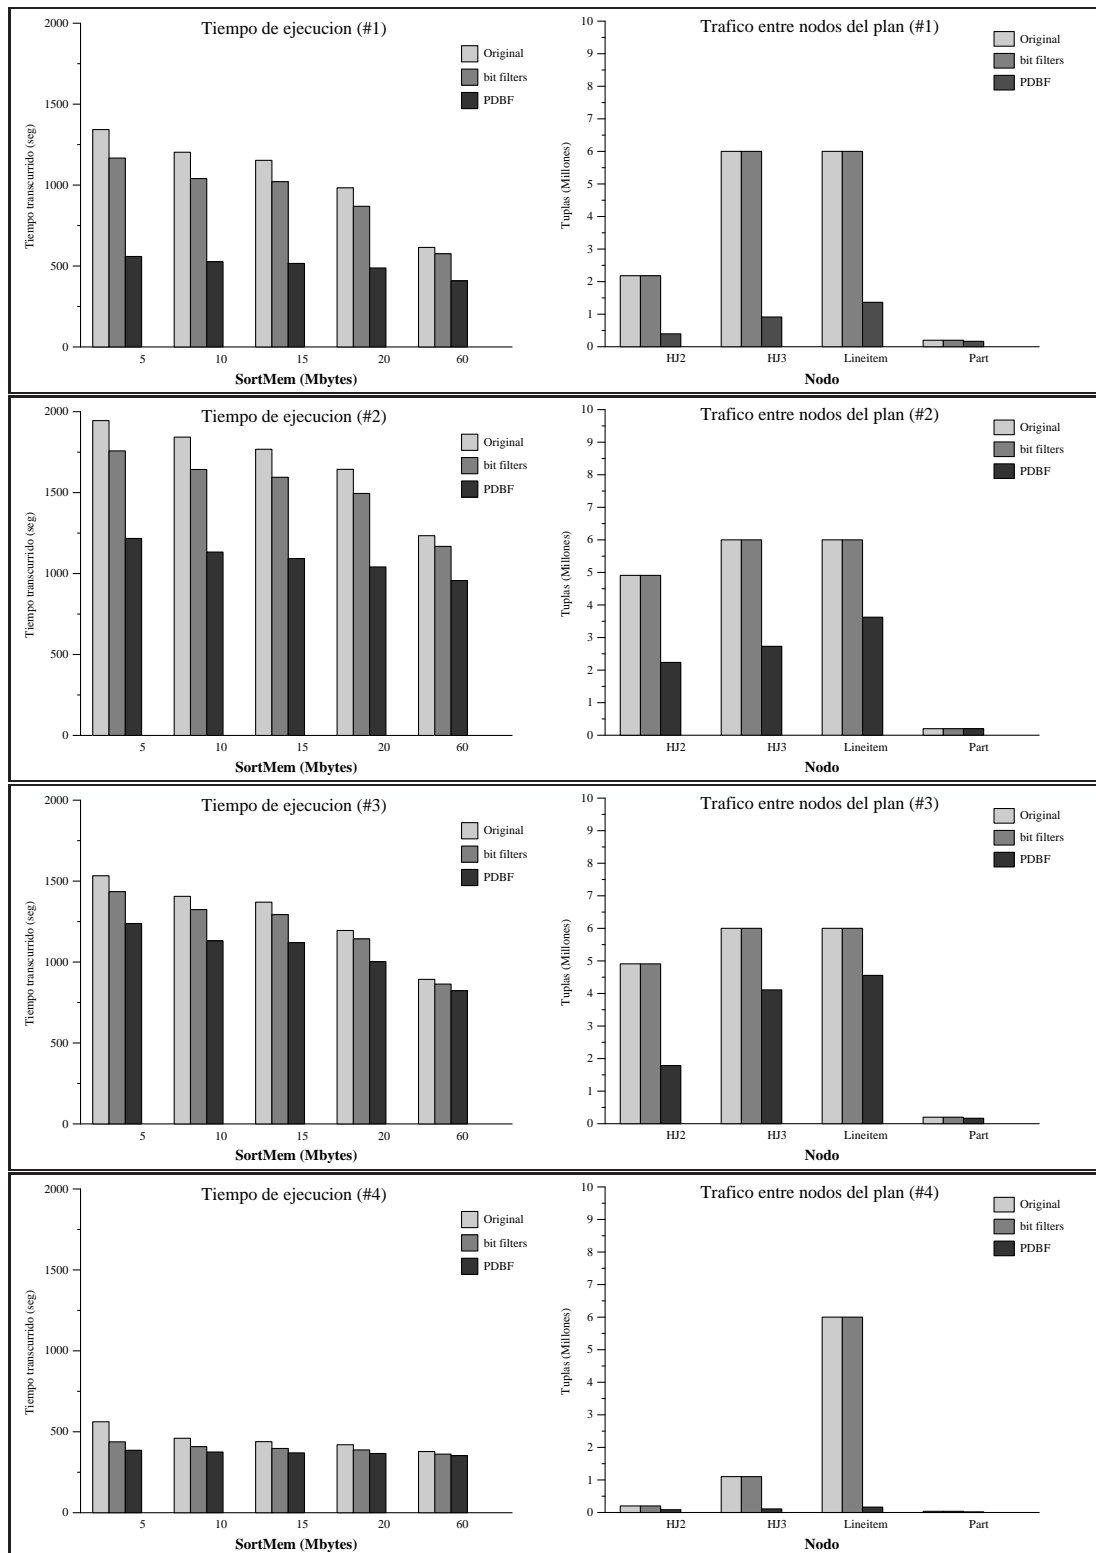 Tiempo de ejecucion (#1)
2000
1500
1000
500
0
Tiempo transcurrido (seg)
Original
bit filters
PDBF
5 10 15 20 60
SortMem (Mbytes)
Trafico entre nodos del plan (#1)
10
9
8
7
6
5
4
3
2
1
0
Tuplas (Millones)
Original
bit filters
PDBF
HJ2 HJ3 Lineitem Part
Nodo
Tiempo de ejecucion (#2)
2000
1500
1000
500
0
Tiempo transcurrido (seg)
Original
bit filters
PDBF
5 10 15 20 60
SortMem (Mbytes)
Trafico entre nodos del plan (#2)
10
9
8
7
6
5
4
3
2
1
0
Tuplas (Millones)
Original
bit filters
PDBF
HJ2 HJ3 Lineitem Part
Nodo
Tiempo de ejecucion (#3)
2000
1500
1000
500
0
Tiempo transcurrido (seg)
Original
bit filters
PDBF
5 10 15 20 60
SortMem (Mbytes)
Trafico entre nodos del plan (#3)
10
9
8
7
6
5
4
3
2
1
0
Tuplas (Millones)
Original
bit filters
PDBF
HJ2 HJ3 Lineitem Part
Nodo
Tiempo de ejecucion (#4)
2000
1500
1000
500
0
Tiempo transcurrido (seg)
Original
bit filters
PDBF
5 10 15 20 60
SortMem (Mbytes)
Trafico entre nodos del plan (#4)
10
9
8
7
6
5
4
3
2
1
0
Tuplas (Millones)
Original
bit filters
PDBF
HJ2 HJ3 Lineitem Part
Nodo